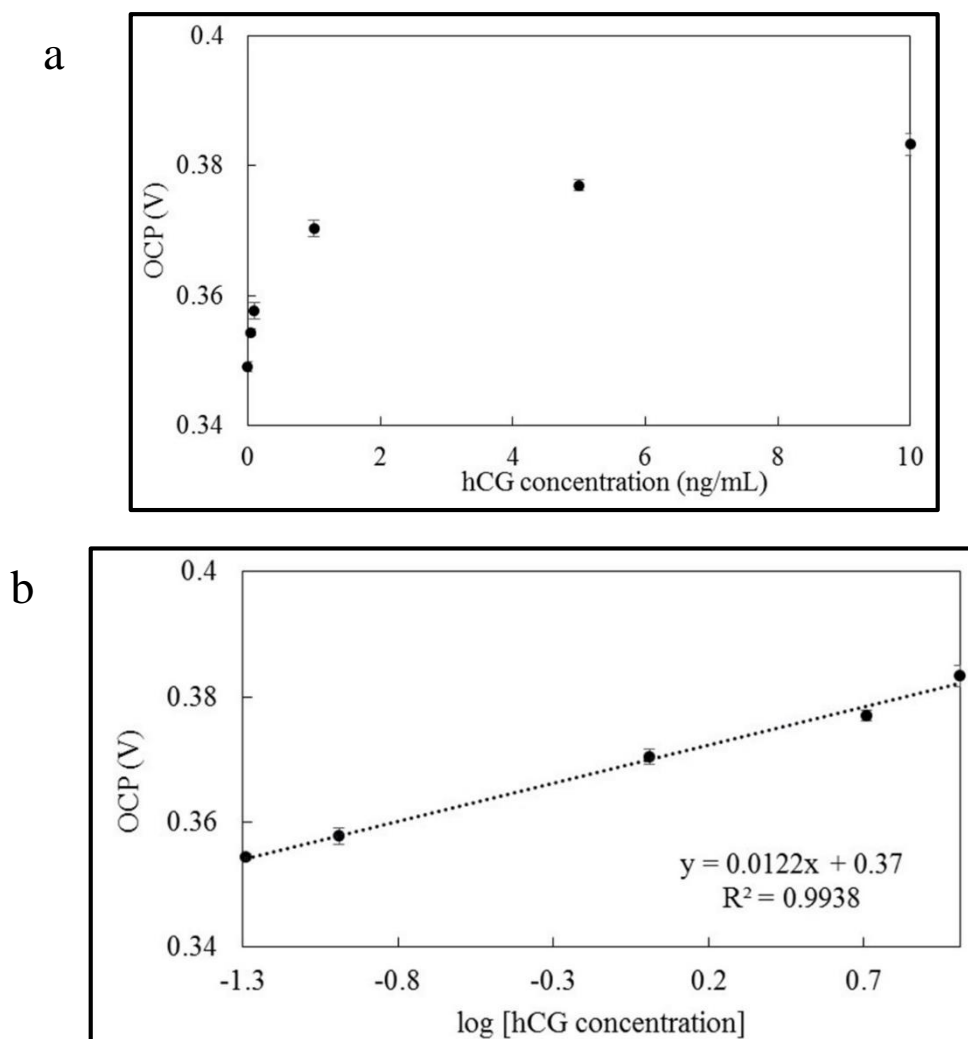 a
0.4
0.38
0.36
0.34
OCP (V)
0 2 4 6 8 10
hCG concentration (ng/mL)
b
0.4
0.38
0.36
0.34
OCP (V)
y = 0.0122x + 0.37
R² = 0.9938
-1.3 -0.8 -0.3 0.2 0.7
log [hCG concentration]